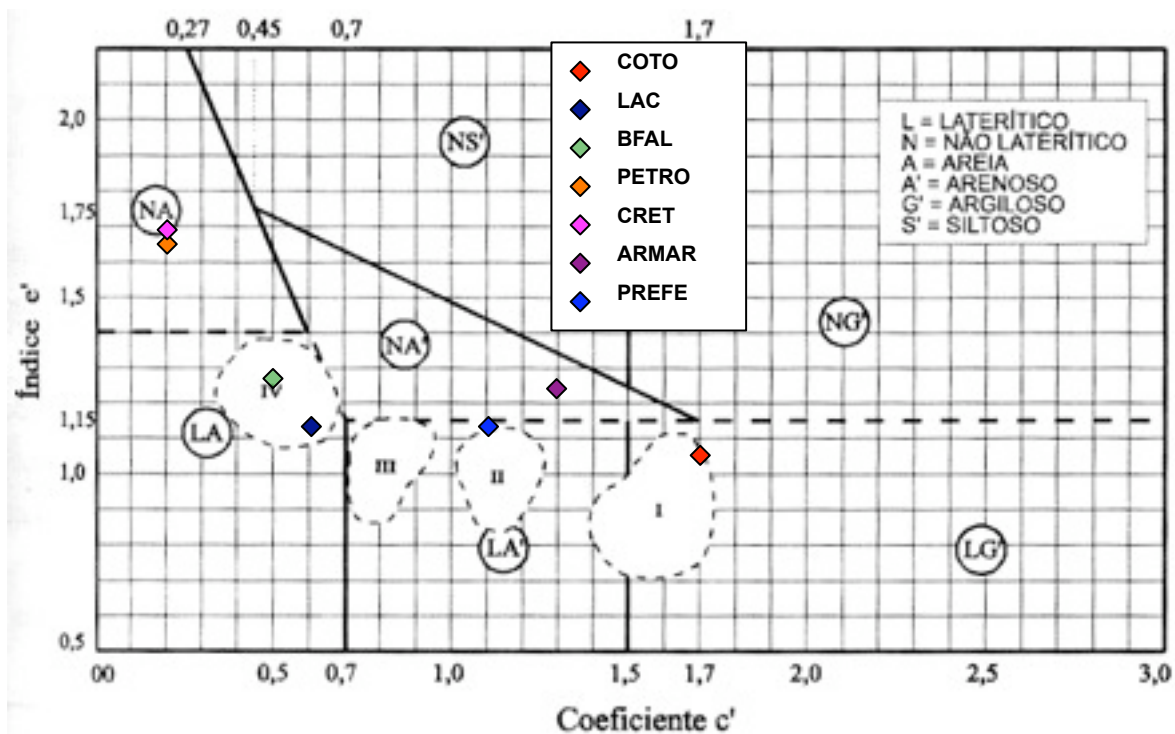 0,27 0,45 0,7 1,7
COTO
LAC
BFAL
PETRO
CRET
ARMAR
PREFE
L = LATERÍTICO
N = NÃO LATERÍTICO
A = AREIA
A' = ARENOSO
G' = ARGILOSO
S' = SILTOSO
NS'
NA
NG'
NA'
IV
LA
III
II
I
LA'
LG'
Índice e'
2,0
1,75
1,5
1,15
1,0
0,5
00 0,5 0,7 1,0 1,5 1,7 2,0 2,5 3,0
Coeficiente c'